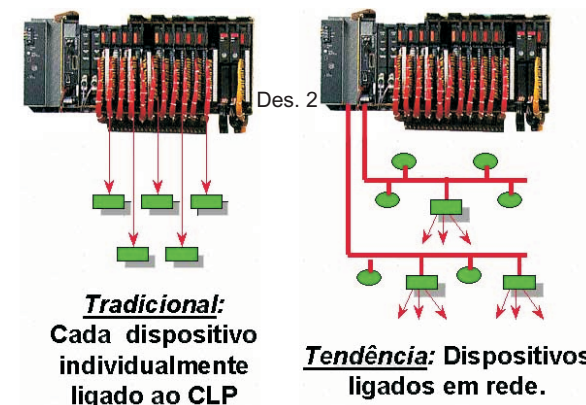 Des. 2
Tradicional:
Cada dispositivo
individualmente
ligado ao CLP
Tendência: Dispositivos
ligados em rede.